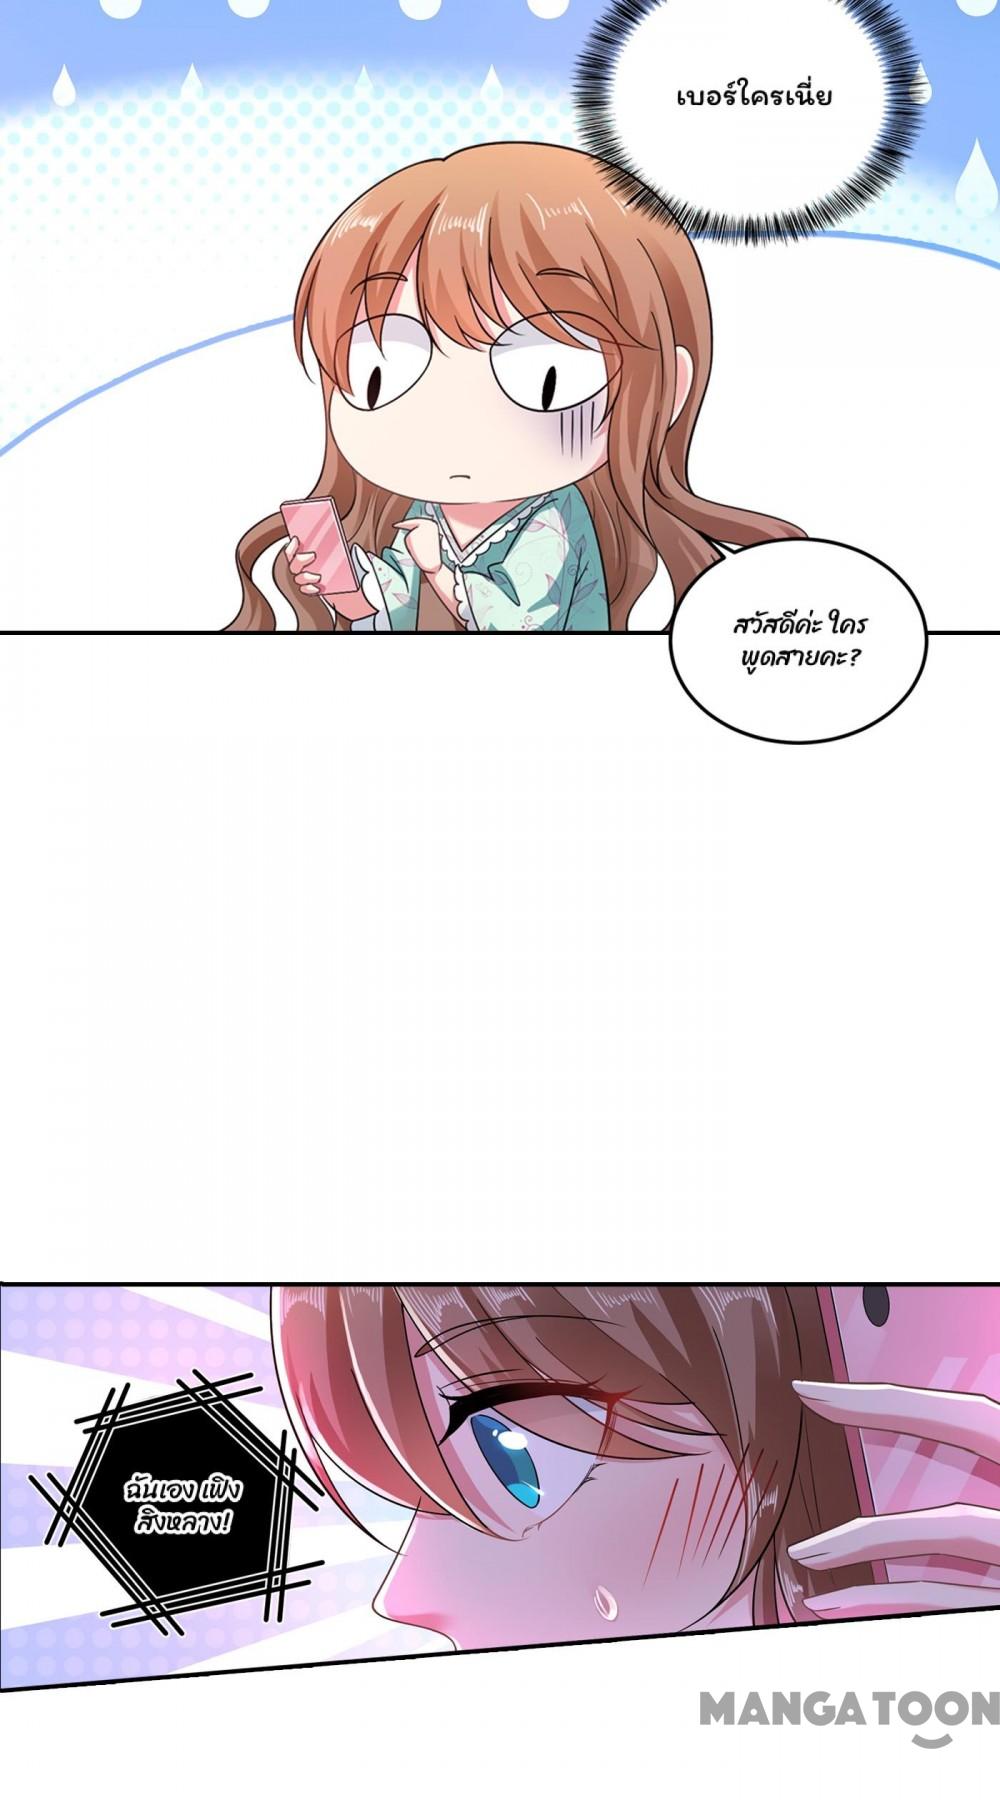 เบอร์ใครเนี่ย
สวัสดีค่ะ ใคร
พูดสายคะ?
ฉันเอง เฟิง
สิงหลาง!
MANGATOON